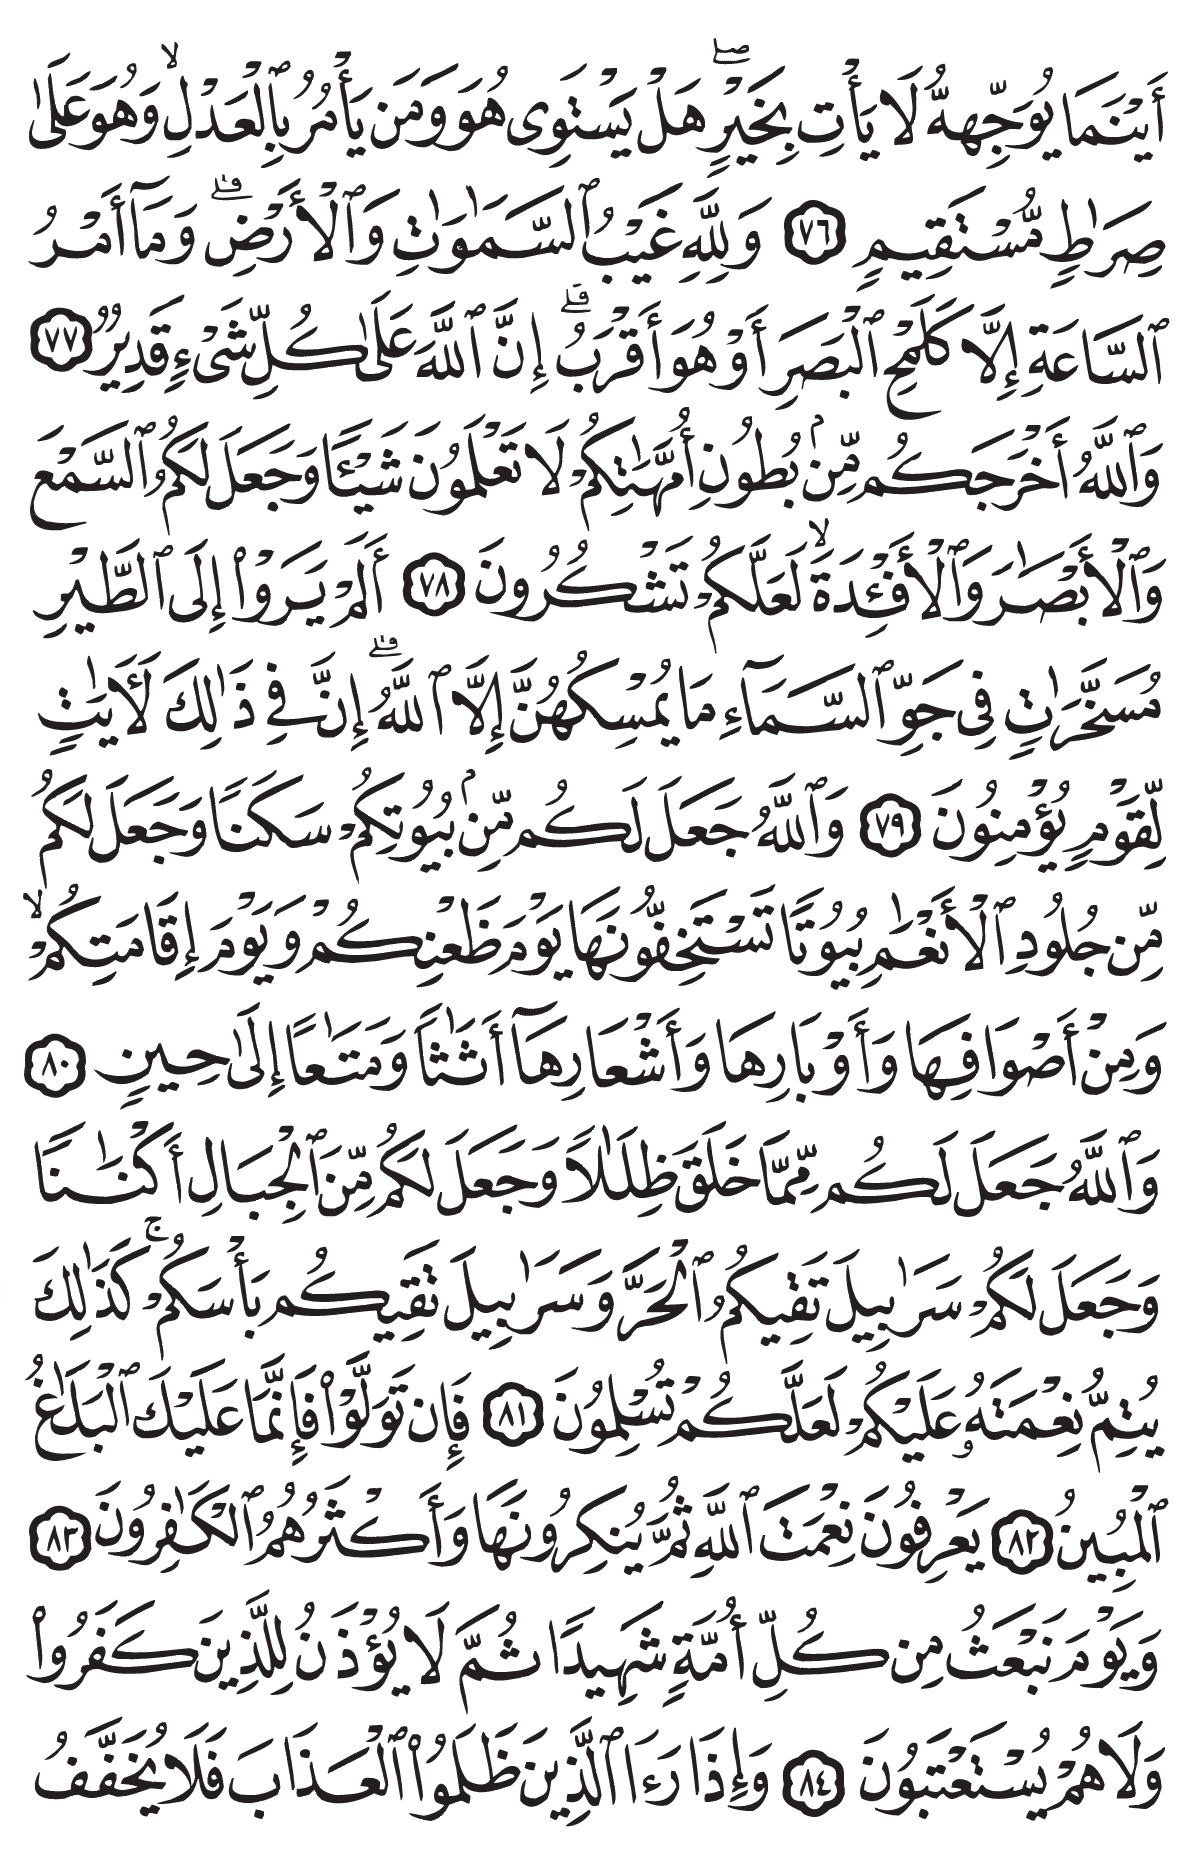 أَيْنَمَا يُوَجِّههُّ لَا يَأْتِ بِخَيْرٍ ۖ هَلْ يَسْتَوِى هُوَ وَمَن يَأْمُرُ بِٱلْعَدْلِ ۙ وَهُوَ عَلَىٰ
صِرَٰطٍ مُّسْتَقِيمٍ ٧٦ وَلِلَّهِ غَيْبُ ٱلسَّمَٰوَٰتِ وَٱلْأَرْضِ ۗ وَمَآ أَمْرُ
ٱلسَّاعَةِ إِلَّا كَلَمْحِ ٱلْبَصَرِ أَوْ هُوَ أَقْرَبُ ۗ إِنَّ ٱللَّهَ عَلَىٰ كُلِّ شَىْءٍ قَدِيرٌ ٧٧
وَٱللَّهُ أَخْرَجَكُم مِّنۢ بُطُونِ أُمَّهَٰتِكُمْ لَا تَعْلَمُونَ شَيْـًٔا وَجَعَلَ لَكُمُ ٱلسَّمْعَ
وَٱلْأَبْصَٰرَ وَٱلْأَفْـِٔدَةَ ۙ لَعَلَّكُمْ تَشْكُرُونَ ٧٨ أَلَمْ يَرَوْا۟ إِلَى ٱلطَّيْرِ
مُسَخَّرَٰتٍ فِى جَوِّ ٱلسَّمَآءِ مَا يُمْسِكُهُنَّ إِلَّا ٱللَّهُ ۗ إِنَّ فِى ذَٰلِكَ لَـَٔايَٰتٍ
لِّقَوْمٍ يُؤْمِنُونَ ٧٩ وَٱللَّهُ جَعَلَ لَكُم مِّنۢ بُيُوتِكُمْ سَكَنًا وَجَعَلَ لَكُم
مِّن جُلُودِ ٱلْأَنْعَٰمِ بُيُوتًا تَسْتَخِفُّونَهَا يَوْمَ ظَعْنِكُمْ وَيَوْمَ إِقَامَتِكُمْ ۙ
وَمِنْ أَصْوَافِهَا وَأَوْبَارِهَا وَأَشْعَارِهَآ أَثَٰثًا وَمَتَٰعًا إِلَىٰ حِينٍ ٨٠
وَٱللَّهُ جَعَلَ لَكُم مِّمَّا خَلَقَ ظِلَٰلًا وَجَعَلَ لَكُم مِّنَ ٱلْجِبَالِ أَكْنَٰنًا
وَجَعَلَ لَكُمْ سَرَٰبِيلَ تَقِيكُمُ ٱلْحَرَّ وَسَرَٰبِيلَ تَقِيكُم بَأْسَكُمْ ۚ كَذَٰلِكَ
يُتِمُّ نِعْمَتَهُۥ عَلَيْكُمْ لَعَلَّكُمْ تُسْلِمُونَ ٨١ فَإِن تَوَلَّوْا۟ فَإِنَّمَا عَلَيْكَ ٱلْبَلَٰغُ
ٱلْمُبِينُ ٨٢ يَعْرِفُونَ نِعْمَتَ ٱللَّهِ ثُمَّ يُنكِرُونَهَا وَأَكْثَرُهُمُ ٱلْكَٰفِرُونَ ٨٣
وَيَوْمَ نَبْعَثُ مِن كُلِّ أُمَّةٍ شَهِيدًا ثُمَّ لَا يُؤْذَنُ لِلَّذِينَ كَفَرُوا۟
وَلَا هُمْ يُسْتَعْتَبُونَ ٨٤ وَإِذَا رَءَا ٱلَّذِينَ ظَلَمُوا۟ ٱلْعَذَابَ فَلَا يُخَفَّفُ